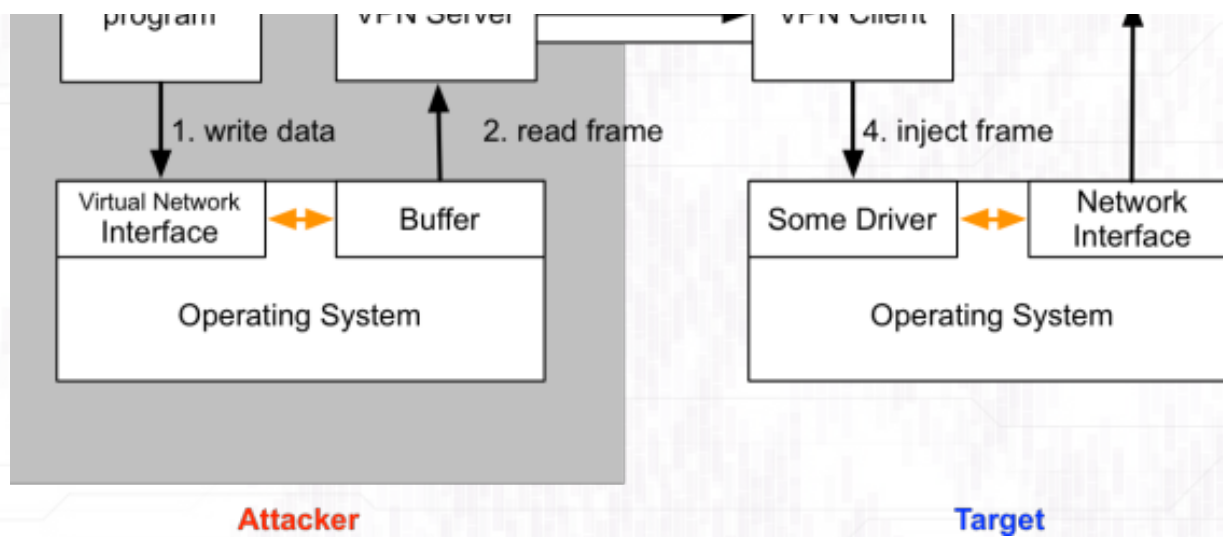 program
VPN Server
VPN Client
1. write data
2. read frame
4. inject frame
Virtual Network
Interface
Buffer
Some Driver
Network
Interface
Operating System
Operating System
Attacker
Target